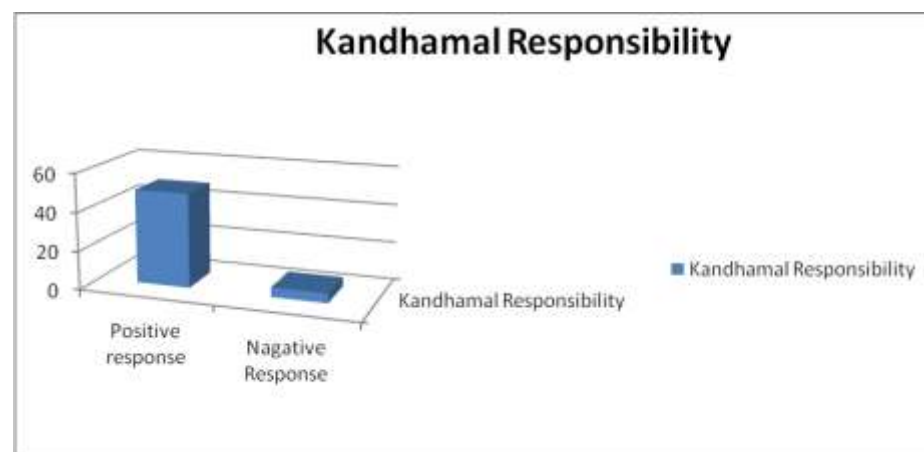 Kandhamal Responsibility
60
40
20
0
Positive
response
Nagative
Response
Kandhamal Responsibility
Kandhamal Responsibility